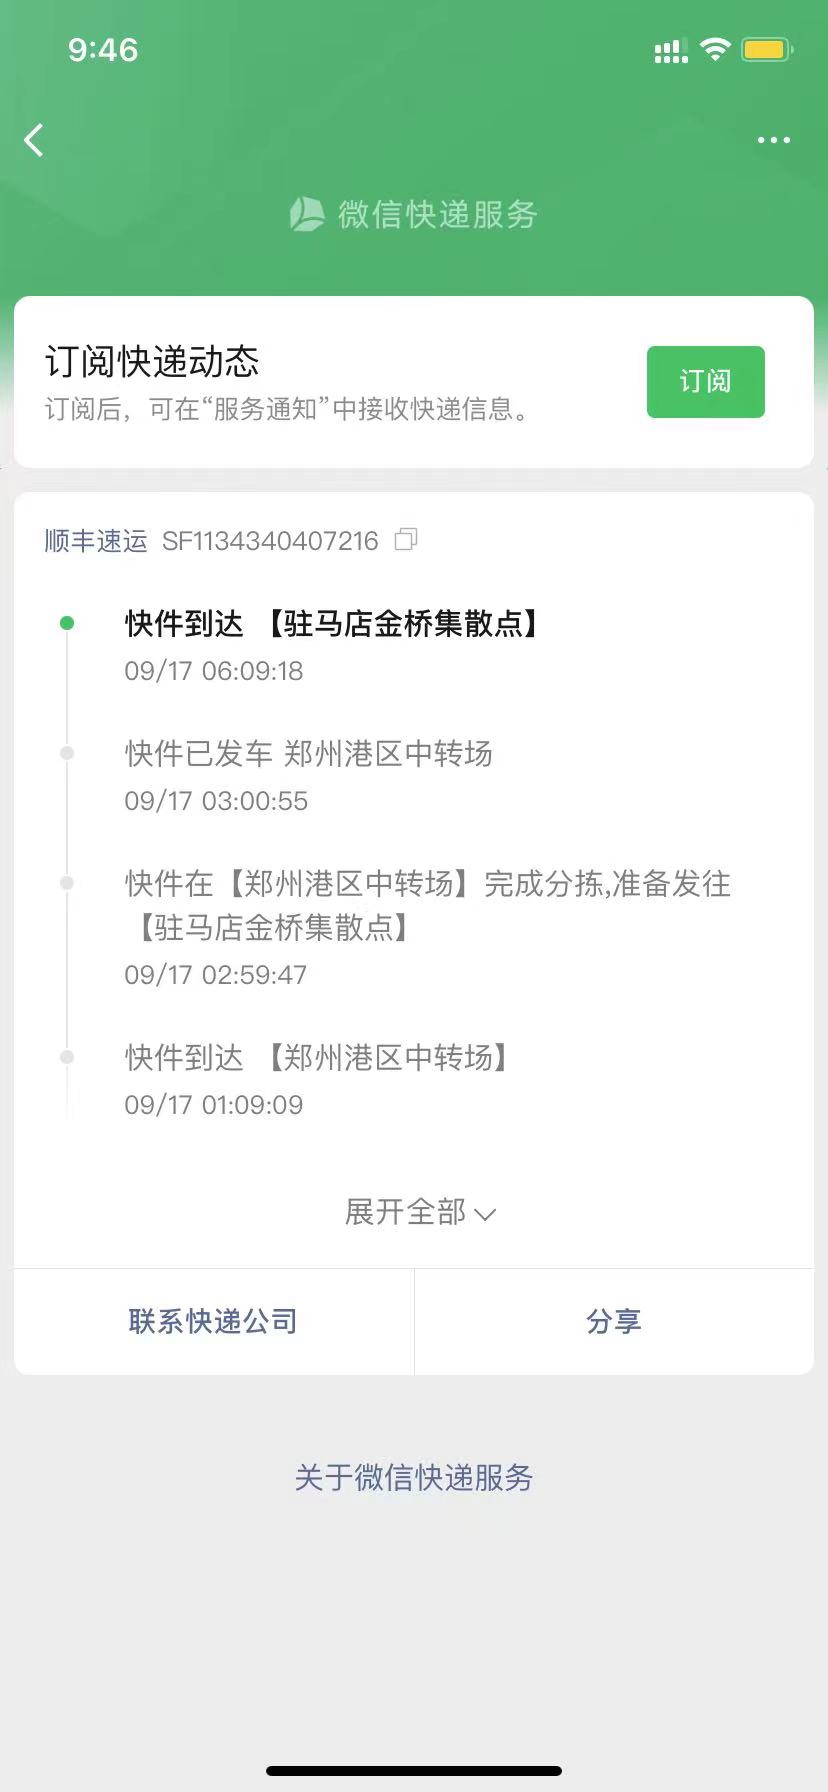 9:46
微信快递服务
订阅快递动态
订阅后，可在“服务通知”中接收快递信息。
订阅
顺丰速运 SF1134340407216
快件到达 【驻马店金桥集散点】
09/17 06:09:18
快件已发车 郑州港区中转场
09/17 03:00:55
快件在【郑州港区中转场】完成分拣,准备发往
【驻马店金桥集散点】
09/17 02:59:47
快件到达 【郑州港区中转场】
09/17 01:09:09
展开全部
联系快递公司
分享
关于微信快递服务